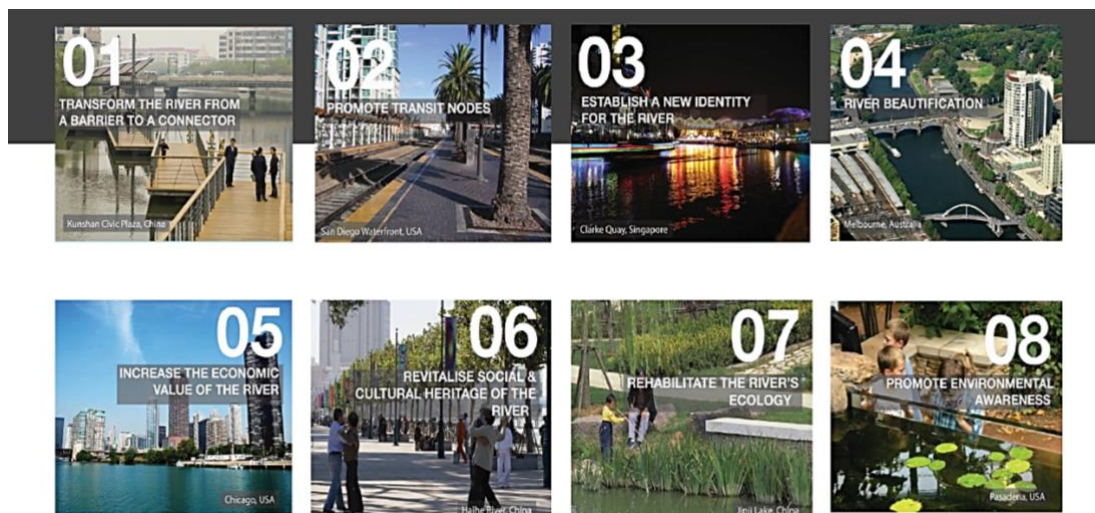 01
TRANSFORM THE RIVER FROM
A BARRIER TO A CONNECTOR
Kunshan Civic Plaza, China
02
PROMOTE TRANSIT NODES
San Diego Waterfront, USA
03
ESTABLISH A NEW IDENTITY
FOR THE RIVER
Clarke Quay, Singapore
04
RIVER BEAUTIFICATION
Melbourne, Australia
05
INCREASE THE ECONOMIC
VALUE OF THE RIVER
Chicago, USA
06
REVITALISE SOCIAL &
CULTURAL HERITAGE OF THE
RIVER
Haihe River, China
07
REHABILITATE THE RIVER'S
ECOLOGY
Jinji Lake, China
08
PROMOTE ENVIRONMENTAL
AWARENESS
Pasadena, USA